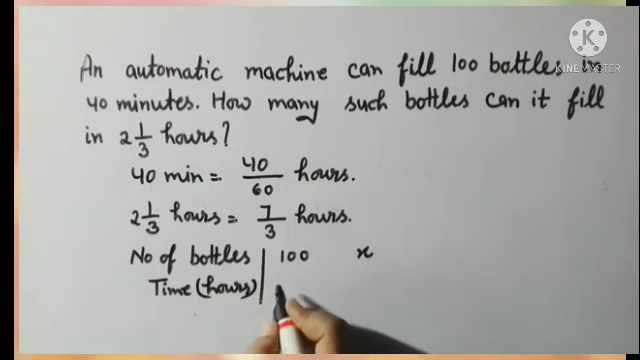 K
KINEMASTER
An automatic machine can fill 100 bottles in
40 minutes. How many such bottles can it fill
in 2 1/3 hours?
40 min = 40/60 hours.
2 1/3 hours = 7/3 hours.
No of bottles | 100 x
Time (hours) |